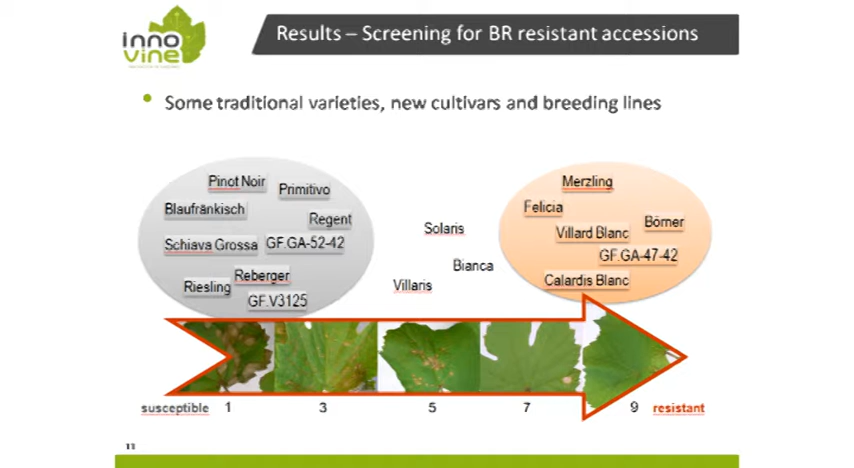 inno
vine
Results – Screening for BR resistant accessions
• Some traditional varieties, new cultivars and breeding lines
Pinot Noir
Primitivo
Blaufränkisch
Regent
Schiava Grossa
GF.GA-52-42
Reberger
Riesling
GF.V3125
Solaris
Bianca
Villaris
Merzling
Felicia
Börner
Villard Blanc
GF.GA-47-42
Calardis Blanc
susceptible 1 3 5 7 9 resistant
11